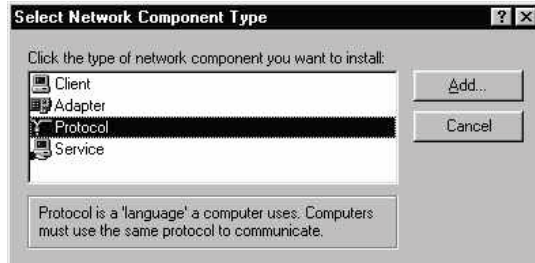 Select Network Component Type
Click the type of network component you want to install:
Client
Add...
Adapter
Protocol
Cancel
Service
Protocol is a 'language' a computer uses. Computers
must use the same protocol to communicate.